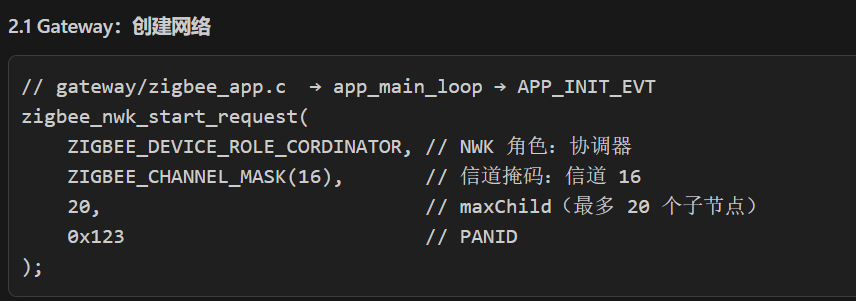 2.1 Gateway：创建网络
// gateway/zigbee_app.c  → app_main_loop → APP_INIT_EVT
zigbee_nwk_start_request(
    ZIGBEE_DEVICE_ROLE_CORDINATOR, // NWK 角色：协调器
    ZIGBEE_CHANNEL_MASK(16),       // 信道掩码：信道 16
    20,                            // maxChild（最多 20 个子节点）
    0x123                          // PANID
);